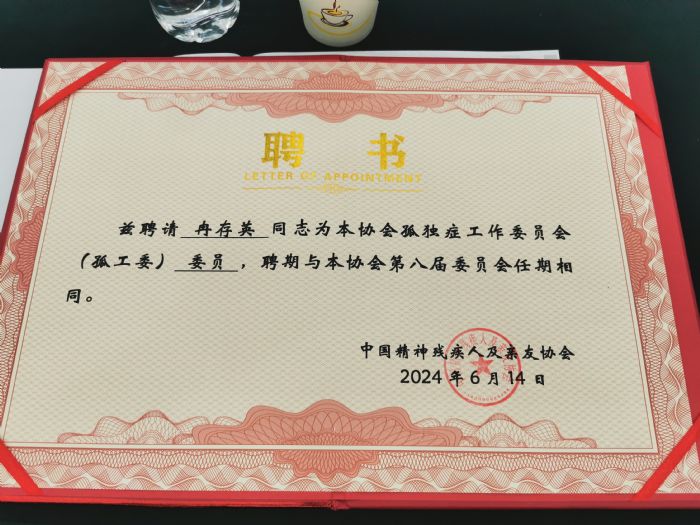 聘 书
LETTER OF APPOINTMENT
兹聘请 冉存英 同志为本协会孤独症工作委员会
（孤工委） 委员 ，聘期与本协会第八届委员会任期相
同。
中国精神残疾人及亲友协会
2024 年 6 月 14 日